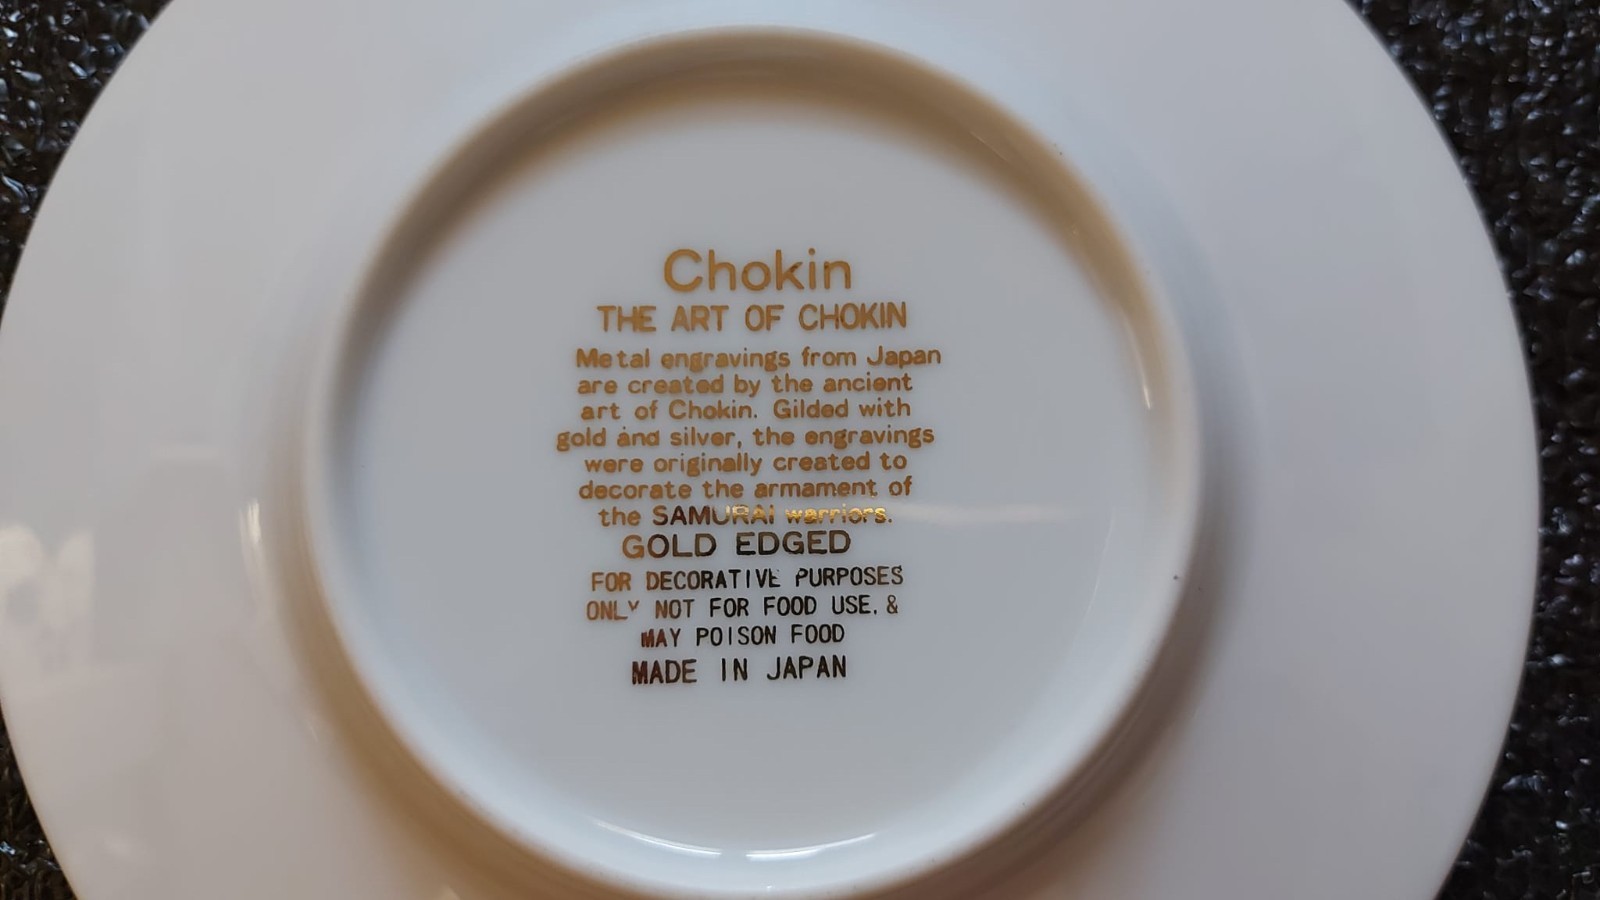 Chokin
THE ART OF CHOKIN
Metal engravings from Japan
are created by the ancient
art of Chokin. Gilded with
gold and silver, the engravings
were originally created to
decorate the armament of
the SAMURAI warriors.
GOLD EDGED
FOR DECORATIVE PURPOSES
ONLY NOT FOR FOOD USE, &
MAY POISON FOOD
MADE IN JAPAN